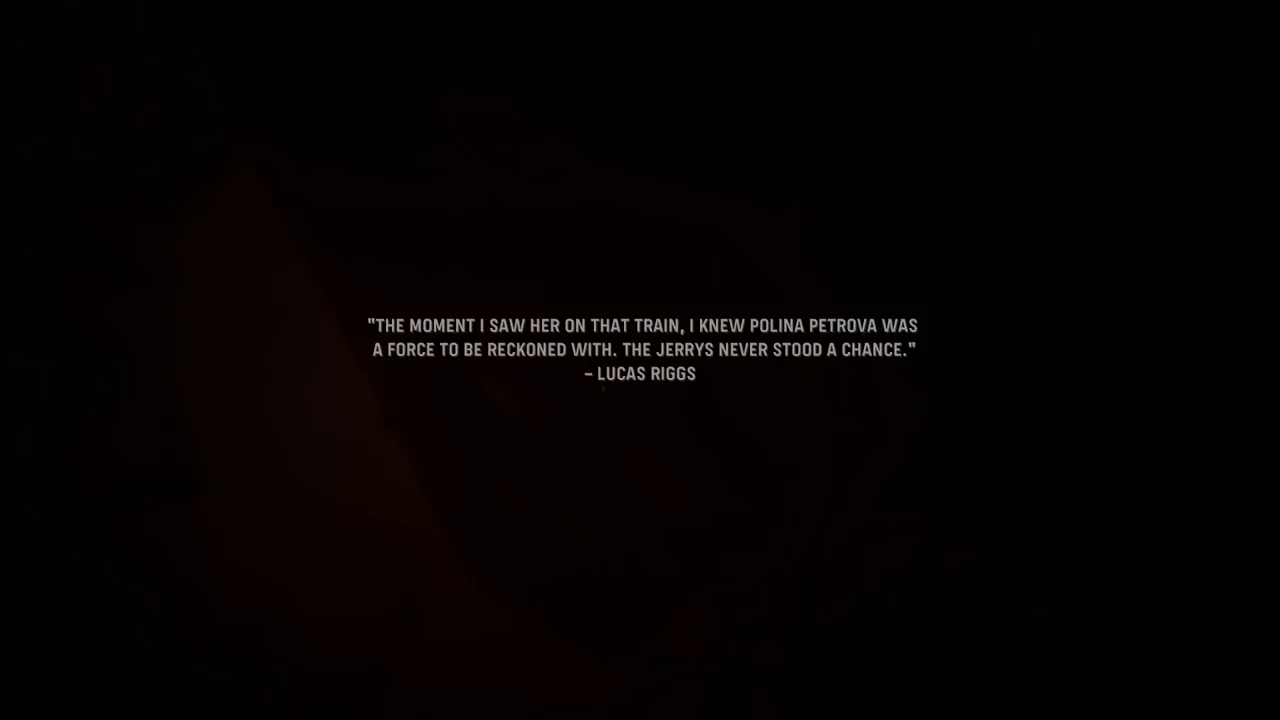 "THE MOMENT I SAW HER ON THAT TRAIN, I KNEW POLINA PETROVA WAS
A FORCE TO BE RECKONED WITH. THE JERRYS NEVER STOOD A CHANCE."
– LUCAS RIGGS